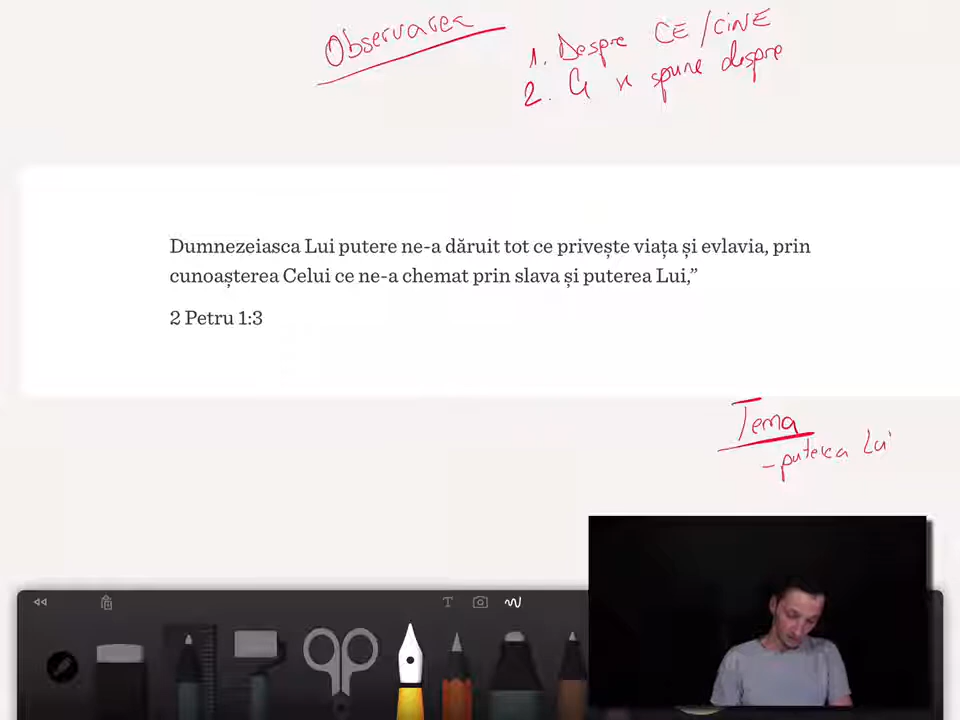 Observarea
1. Despre CE/CINE
2. Ce se spune despre
Dumnezeiasca Lui putere ne-a dăruit tot ce privește viața și evlavia, prin
cunoașterea Celui ce ne-a chemat prin slava și puterea Lui,”
2 Petru 1:3
Tema
- puterea Lui
T